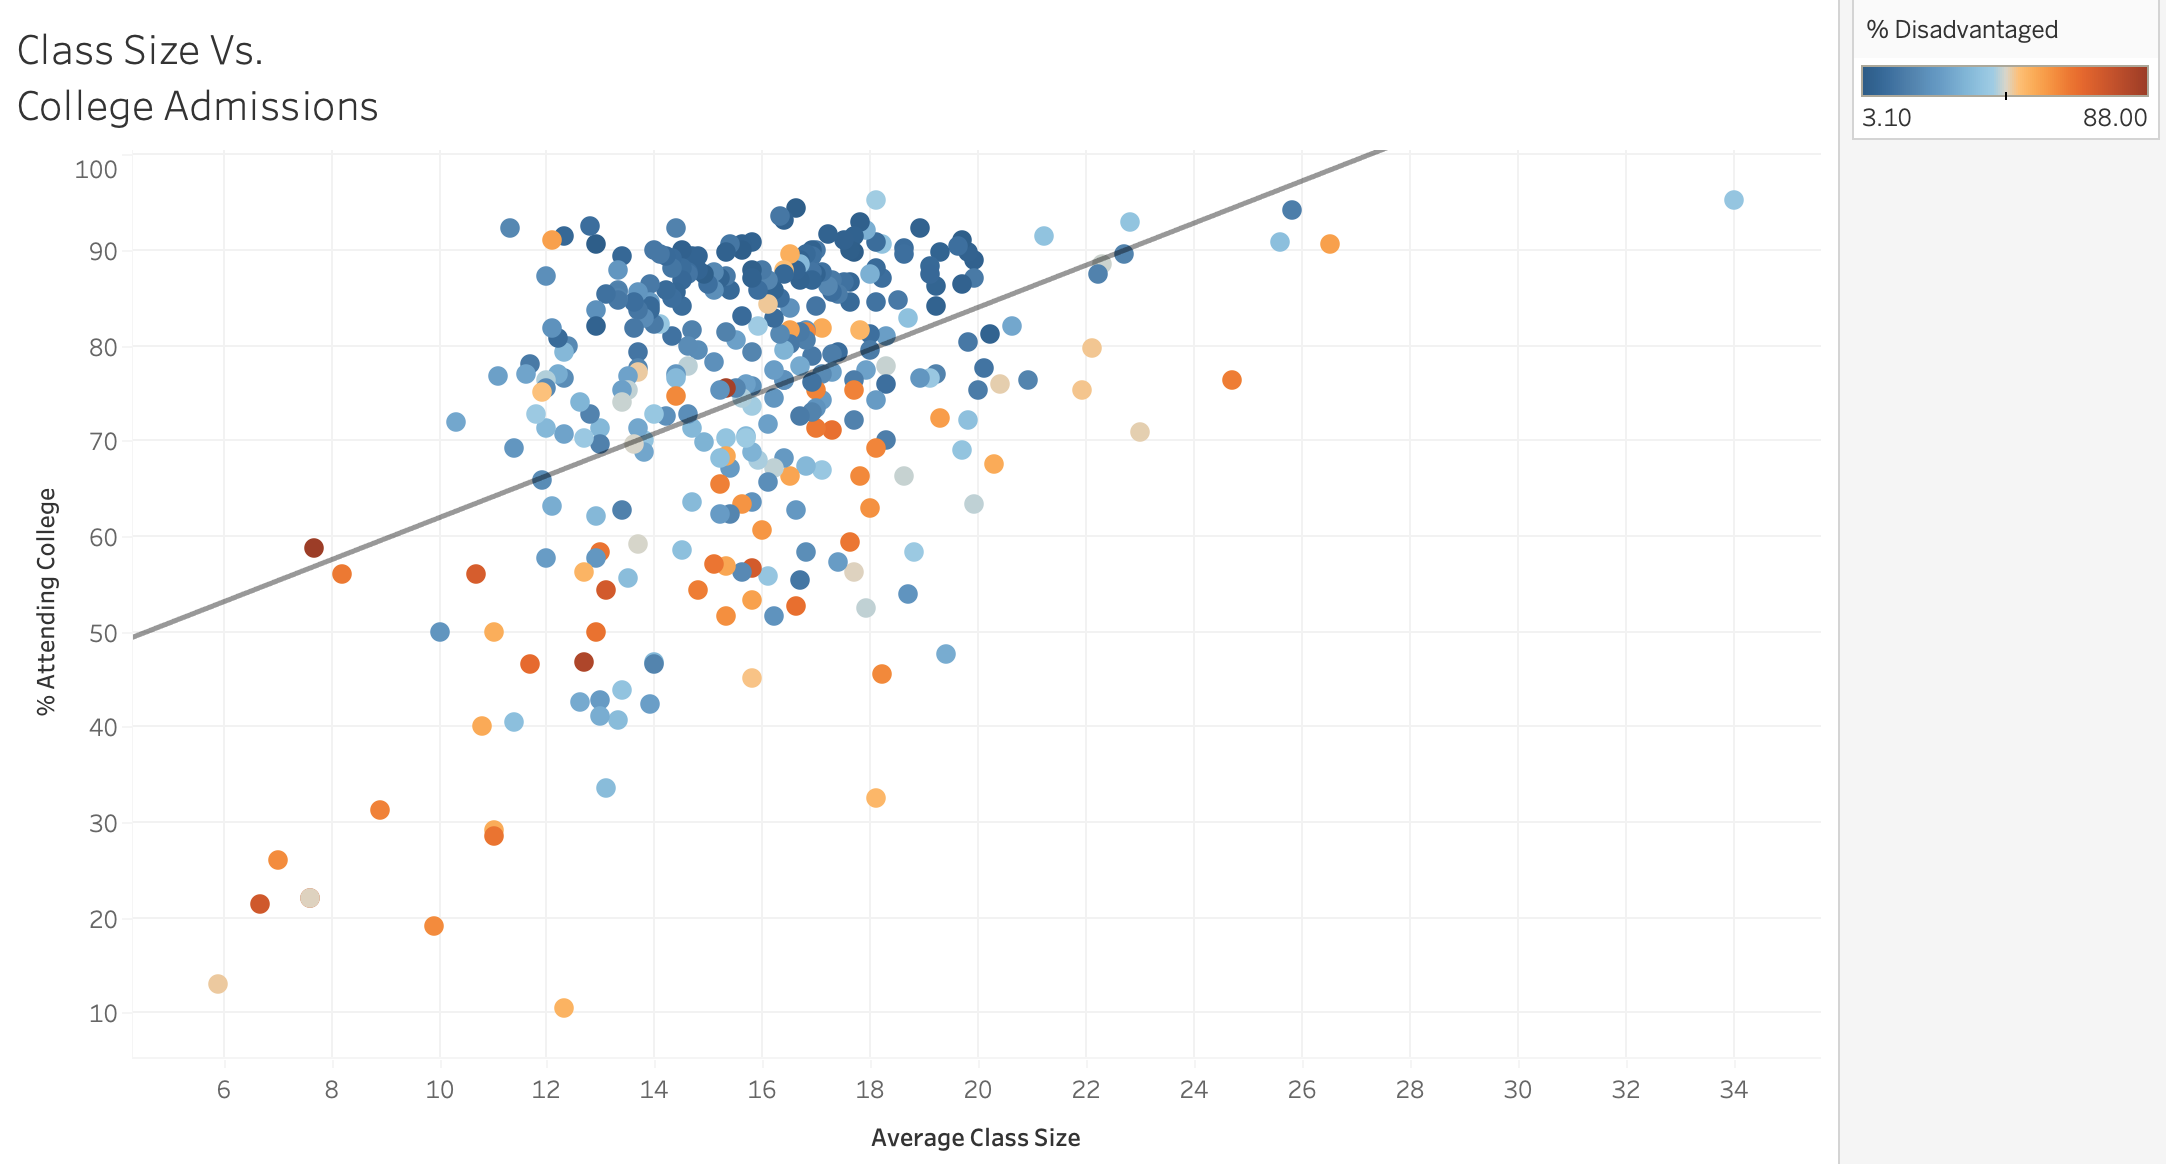 Class Size Vs.
College Admissions
% Disadvantaged
3.10 88.00
% Attending College
100
90
80
70
60
50
40
30
20
10
6 8 10 12 14 16 18 20 22 24 26 28 30 32 34
Average Class Size